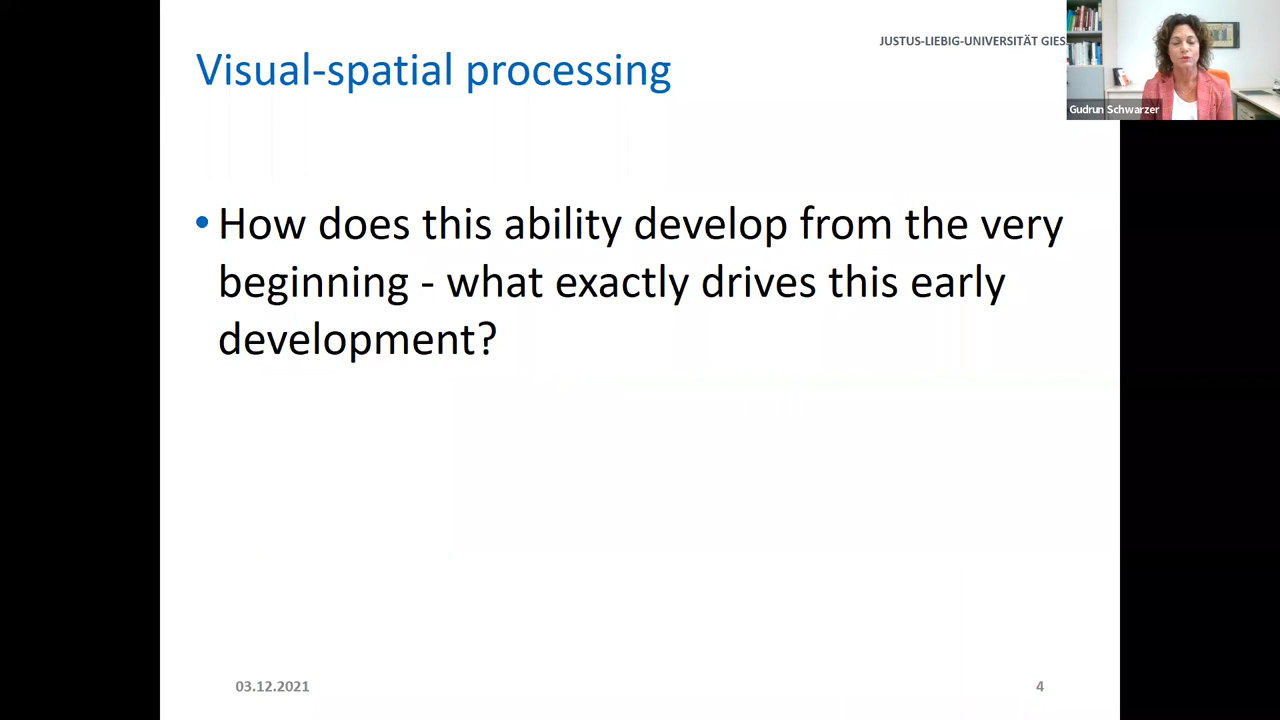 JUSTUS-LIEBIG-UNIVERSITÄT GIES
Visual-spatial processing
Gudrun Schwarzer
• How does this ability develop from the very
beginning - what exactly drives this early
development?
03.12.2021
4